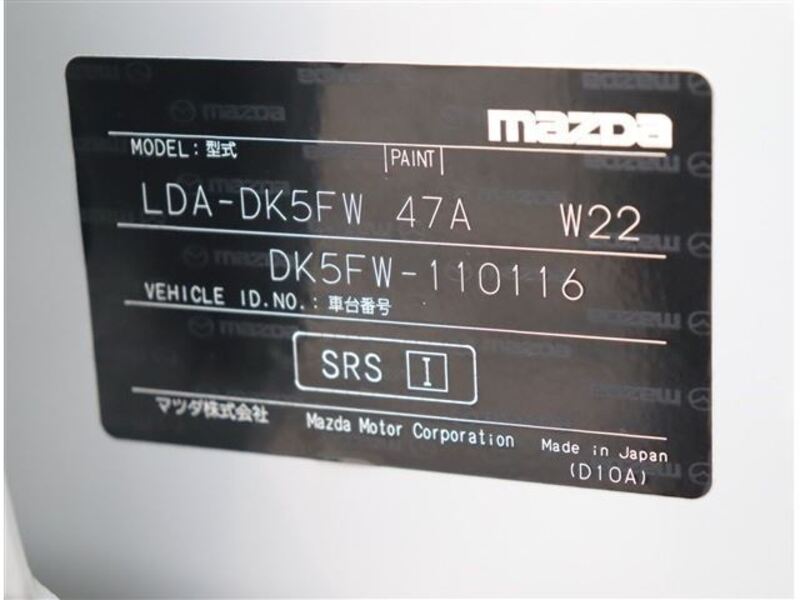 mazda
MODEL: 型式 PAINT
LDA-DK5FW 47A W22
DK5FW-110116
VEHICLE ID.NO.: 車台番号
SRS I
マツダ株式会社 Mazda Motor Corporation Made in Japan
(D10A)